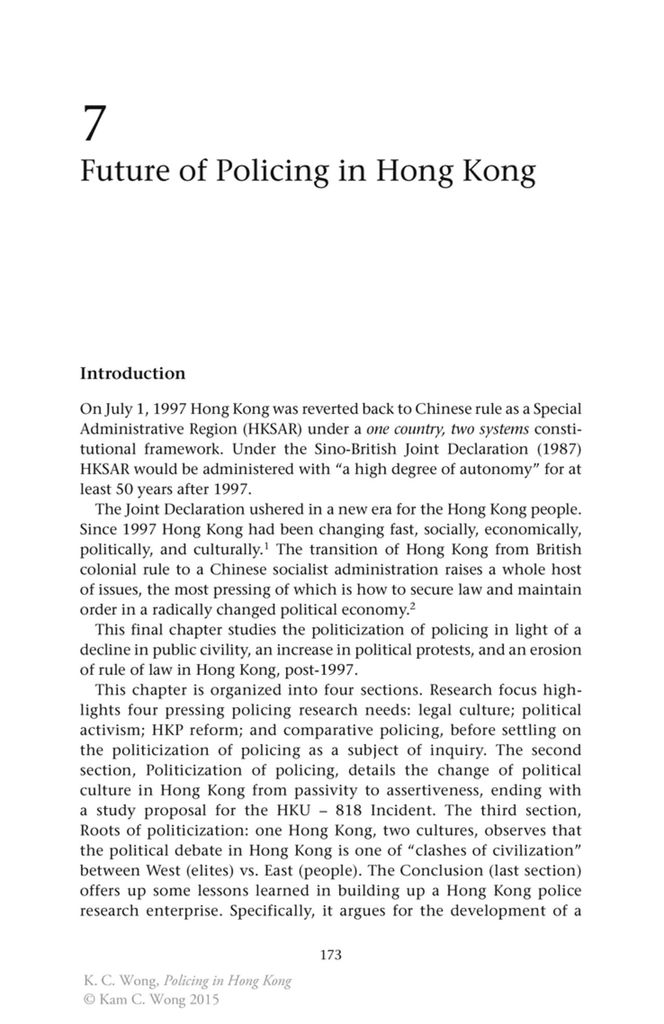 7
Future of Policing in Hong Kong
Introduction
On July 1, 1997 Hong Kong was reverted back to Chinese rule as a Special
Administrative Region (HKSAR) under a one country, two systems consti-
tutional framework. Under the Sino-British Joint Declaration (1987)
HKSAR would be administered with “a high degree of autonomy” for at
least 50 years after 1997.
The Joint Declaration ushered in a new era for the Hong Kong people.
Since 1997 Hong Kong had been changing fast, socially, economically,
politically, and culturally.1 The transition of Hong Kong from British
colonial rule to a Chinese socialist administration raises a whole host
of issues, the most pressing of which is how to secure law and maintain
order in a radically changed political economy.2
This final chapter studies the politicization of policing in light of a
decline in public civility, an increase in political protests, and an erosion
of rule of law in Hong Kong, post-1997.
This chapter is organized into four sections. Research focus high-
lights four pressing policing research needs: legal culture; political
activism; HKP reform; and comparative policing, before settling on
the politicization of policing as a subject of inquiry. The second
section, Politicization of policing, details the change of political
culture in Hong Kong from passivity to assertiveness, ending with
a study proposal for the HKU – 818 Incident. The third section,
Roots of politicization: one Hong Kong, two cultures, observes that
the political debate in Hong Kong is one of “clashes of civilization”
between West (elites) vs. East (people). The Conclusion (last section)
offers up some lessons learned in building up a Hong Kong police
research enterprise. Specifically, it argues for the development of a
173
K. C. Wong, Policing in Hong Kong
© Kam C. Wong 2015